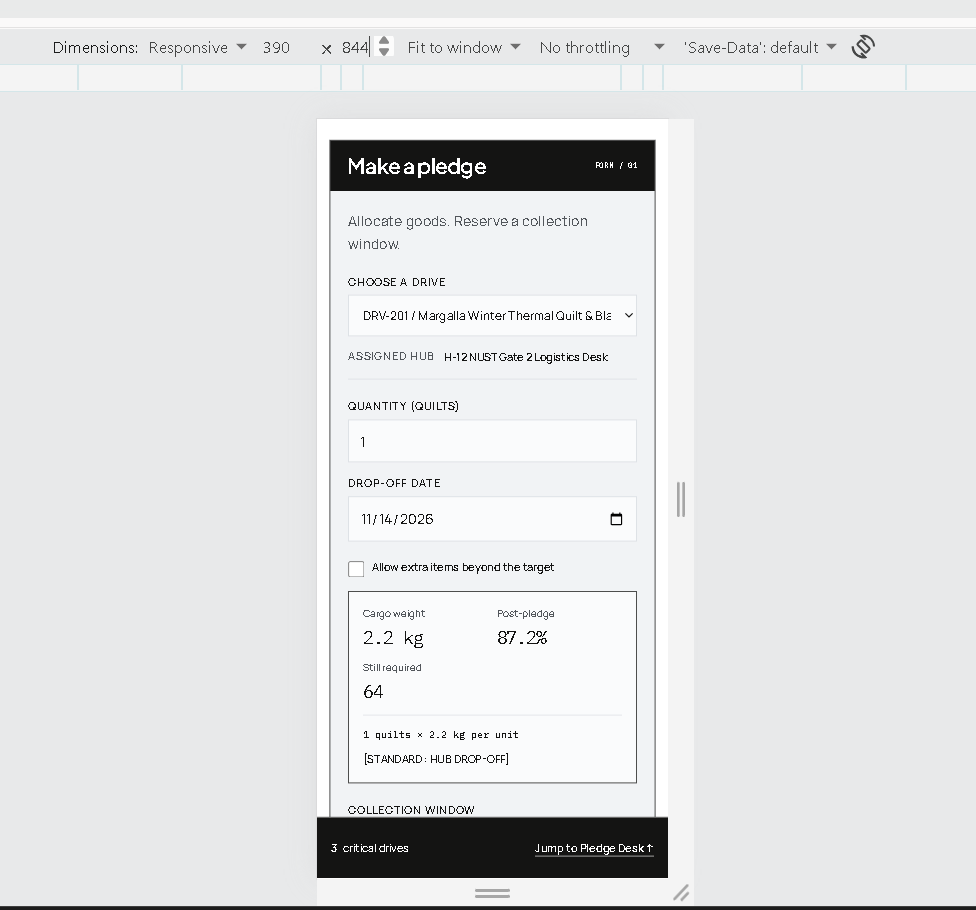 Dimensions: Responsive 390 × 844 Fit to window No throttling 'Save-Data': default
Make a pledge FORM / 01
Allocate goods. Reserve a collection
window.
CHOOSE A DRIVE
DRV-201 / Margalla Winter Thermal Quilt & Bla
ASSIGNED HUB H-12 NUST Gate 2 Logistics Desk
QUANTITY (QUILTS)
1
DROP-OFF DATE
11/14/2026
Allow extra items beyond the target
Cargo weight Post-pledge
2.2 kg 87.2%
Still required
64
1 quilts × 2.2 kg per unit
[STANDARD: HUB DROP-OFF]
COLLECTION WINDOW
3 critical drives Jump to Pledge Desk ↑